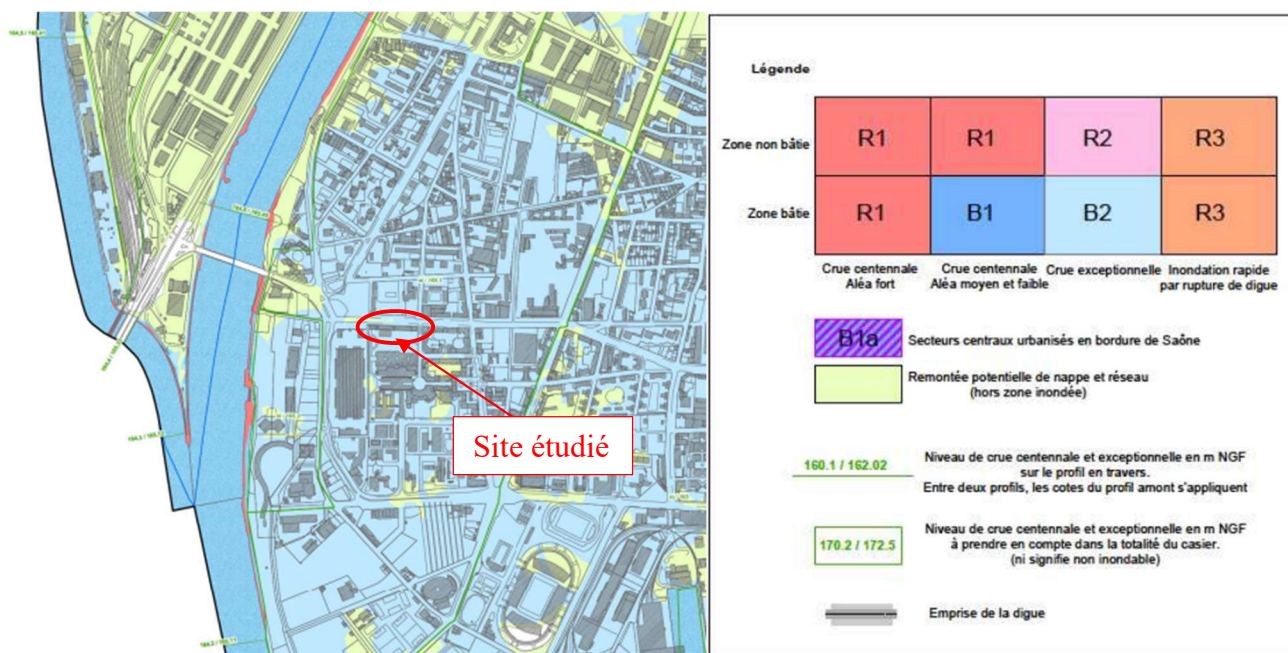 Site étudié
Légende
Zone non bâtie
R1
R1
R2
R3
Zone bâtie
R1
B1
B2
R3
Crue centennale
Aléa fort
Crue centennale
Aléa moyen et faible
Crue exceptionnelle
Inondation rapide
par rupture de digue
B1a
Secteurs centraux urbanisés en bordure de Saône
Remontée potentielle de nappe et réseau
(hors zone inondée)
160.1 / 162.02
Niveau de crue centennale et exceptionnelle en m NGF
sur le profil en travers.
Entre deux profils, les cotes du profil amont s'appliquent
170.2 / 172.5
Niveau de crue centennale et exceptionnelle en m NGF
à prendre en compte dans la totalité du casier.
(ni signifie non inondable)
Emprise de la digue